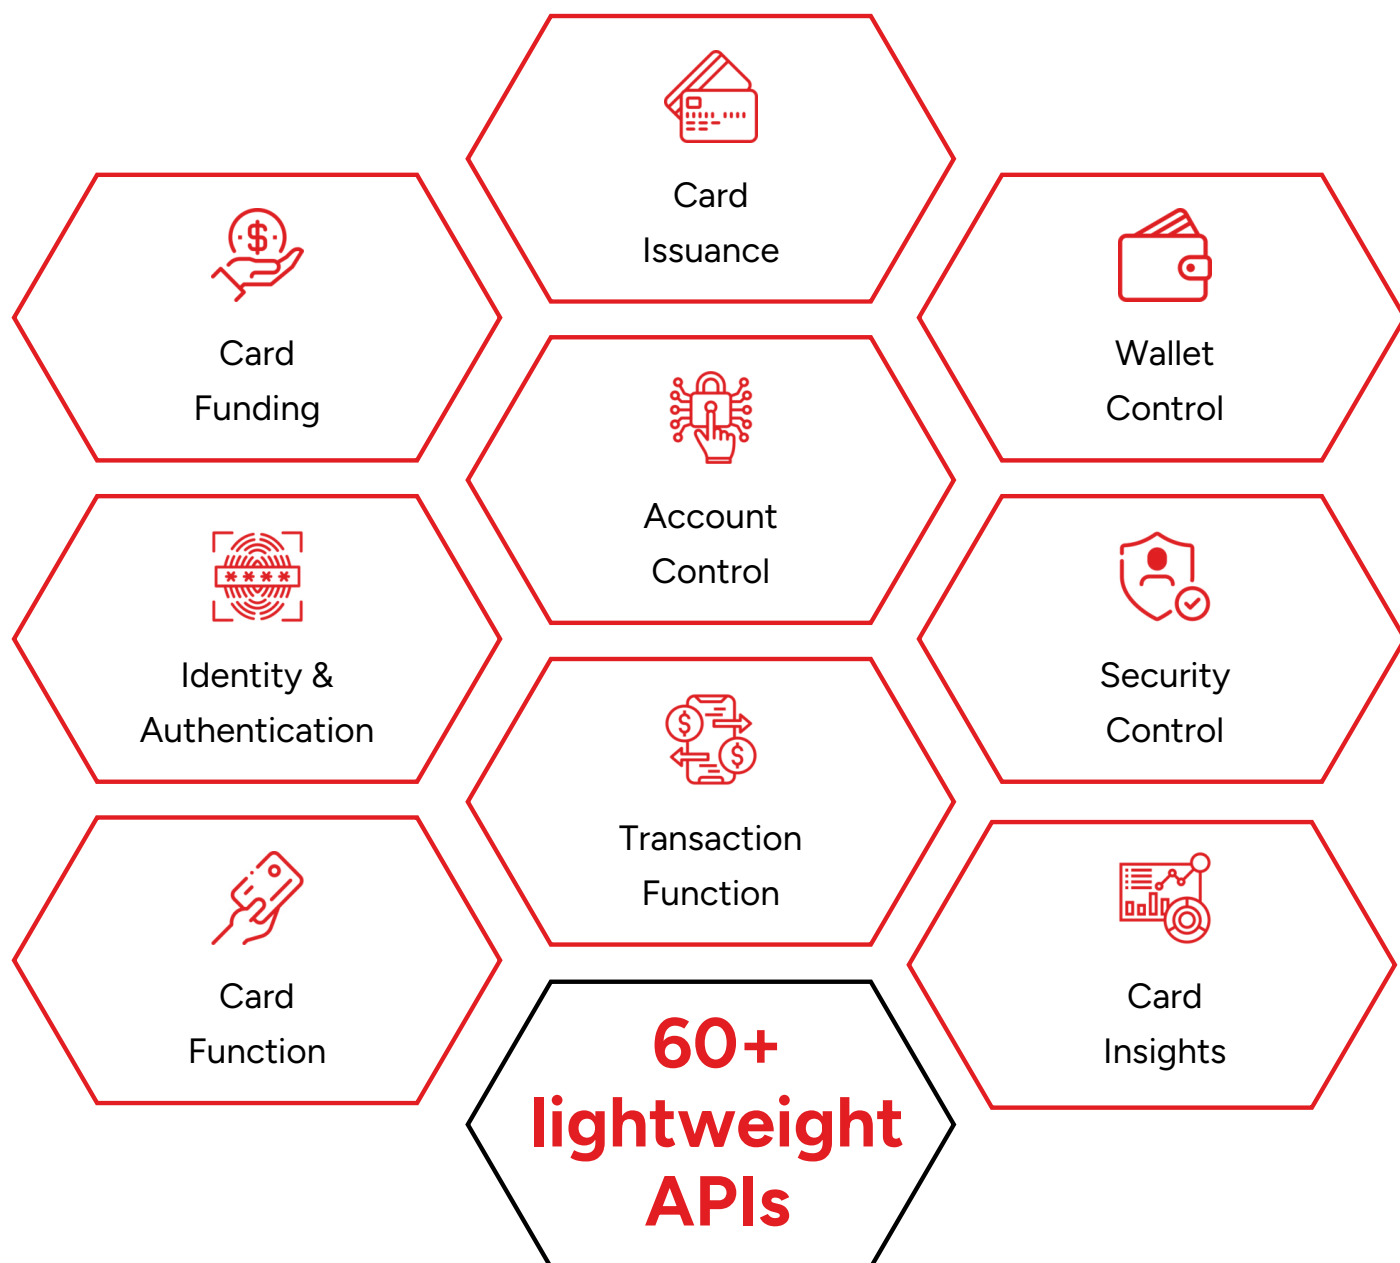 Card
Issuance
Card
Funding
Wallet
Control
Account
Control
Identity &
Authentication
Security
Control
Transaction
Function
Card
Function
Card
Insights
60+
lightweight
APIs